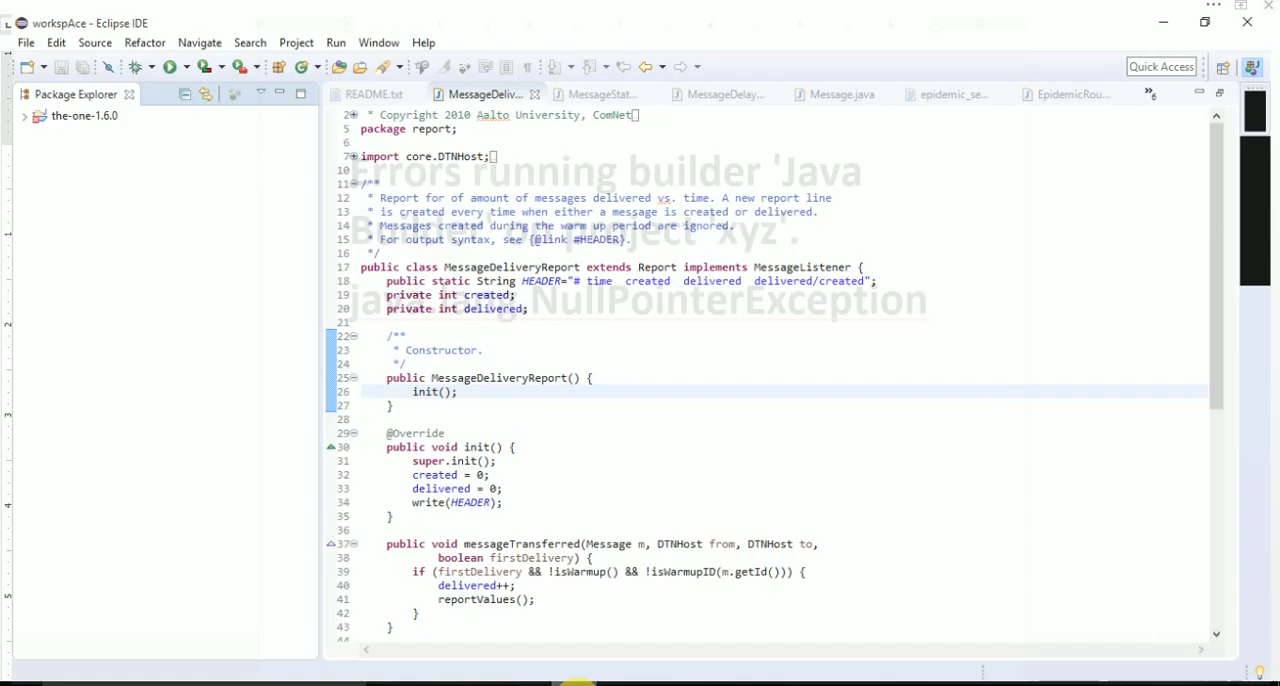 workspAce - Eclipse IDE
File Edit Source Refactor Navigate Search Project Run Window Help
Quick Access
Package Explorer
README.txt MessageDeliv... MessageStat... MessageDelay... Message.java epidemic_se... EpidemicRou... 6
the-one-1.6.0
2 * Copyright 2010 Aalto University, ComNet
5 package report;
6
7 import core.DTNHost;
10
Errors running builder 'Java
11 /**
12 * Report for of amount of messages delivered vs. time. A new report line
13 * is created every time when either a message is created or delivered.
14 * Messages created during the warm up period are ignored.
Builder' on project 'xyz'.
15 * For output syntax, see {@link #HEADER}.
16 */
17 public class MessageDeliveryReport extends Report implements MessageListener {
18 public static String HEADER="# time created delivered delivered/created";
19 private int created;
java.lang.NullPointerException
20 private int delivered;
21
22 /**
23 * Constructor.
24 */
25 public MessageDeliveryReport() {
26 init();
27 }
28
29 @Override
30 public void init() {
31 super.init();
32 created = 0;
33 delivered = 0;
34 write(HEADER);
35 }
36
37 public void messageTransferred(Message m, DTNHost from, DTNHost to,
38 boolean firstDelivery) {
39 if (firstDelivery && !isWarmup() && !isWarmupID(m.getId())) {
40 delivered++;
41 reportValues();
42 }
43 }
44